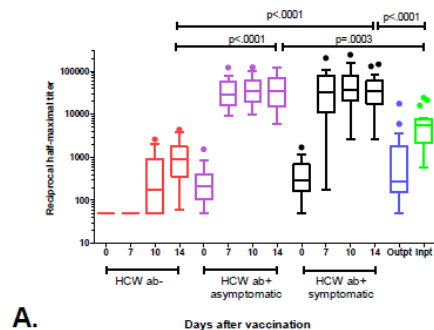 p<.0001 p<.0001
p<.0001 p=.0003
Reciprocal half-maximal titer
100000
10000
1000
100
10
0 7 10 14 0 7 10 14 0 7 10 14 Outpt Inpt
HCW ab- HCW ab+ asymptomatic HCW ab+ symptomatic
A. Days after vaccination